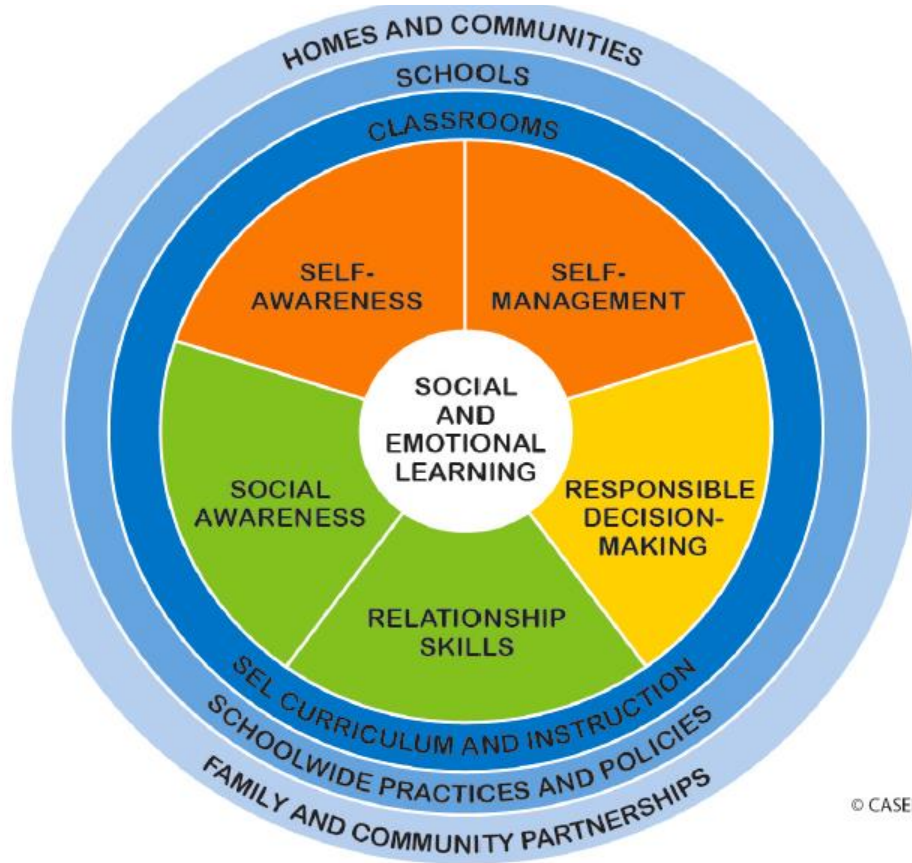 HOMES AND COMMUNITIES
SCHOOLS
CLASSROOMS
SELF-
AWARENESS
SELF-
MANAGEMENT
SOCIAL
AND
EMOTIONAL
LEARNING
SOCIAL
AWARENESS
RESPONSIBLE
DECISION-
MAKING
RELATIONSHIP
SKILLS
SEL CURRICULUM AND INSTRUCTION
SCHOOLWIDE PRACTICES AND POLICIES
FAMILY AND COMMUNITY PARTNERSHIPS
© CASE